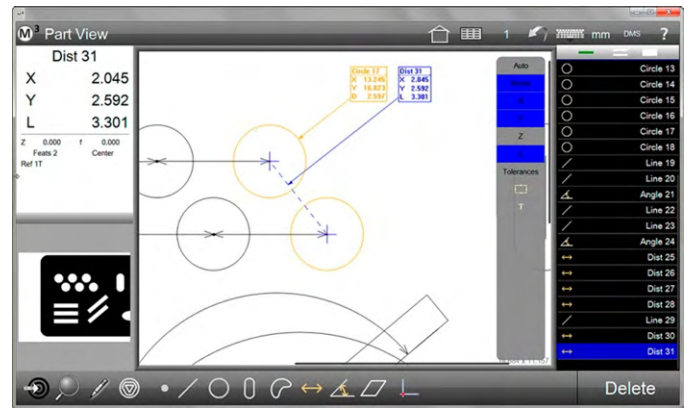 M³ Part View
1
mm
DMS
?
Dist 31
X 2.045
Y 2.592
L 3.301
Z 0.000 f 0.000
Feats 2 Center
Ref 1T
Circle 17
X 13.245
Y 16.823
D 2.597
Dist 31
X 2.045
Y 2.592
L 3.301
Auto
Z
Tolerances
T
Circle 13
Circle 14
Circle 15
Circle 16
Circle 17
Circle 18
Line 19
Line 20
Angle 21
Line 22
Line 23
Angle 24
Dist 25
Dist 26
Dist 27
Dist 28
Line 29
Dist 30
Dist 31
Delete